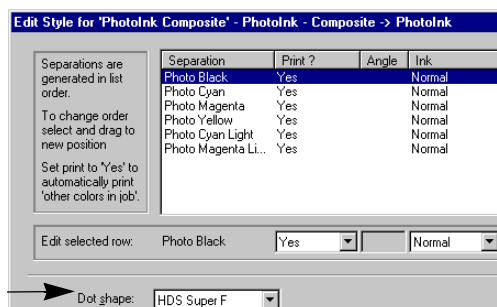 Edit Style for 'PhotoInk Composite' - PhotoInk - Composite -> PhotoInk
Separations are
generated in list
order.
To change order
select and drag to
new position
Set print to 'Yes' to
automatically print
'other colors in job'.
Separation Print ? Angle Ink
Photo Black Yes Normal
Photo Cyan Yes Normal
Photo Magenta Yes Normal
Photo Yellow Yes Normal
Photo Cyan Light Yes Normal
Photo Magenta Li... Yes Normal
Edit selected row: Photo Black Yes Normal
Dot shape: HDS Super F